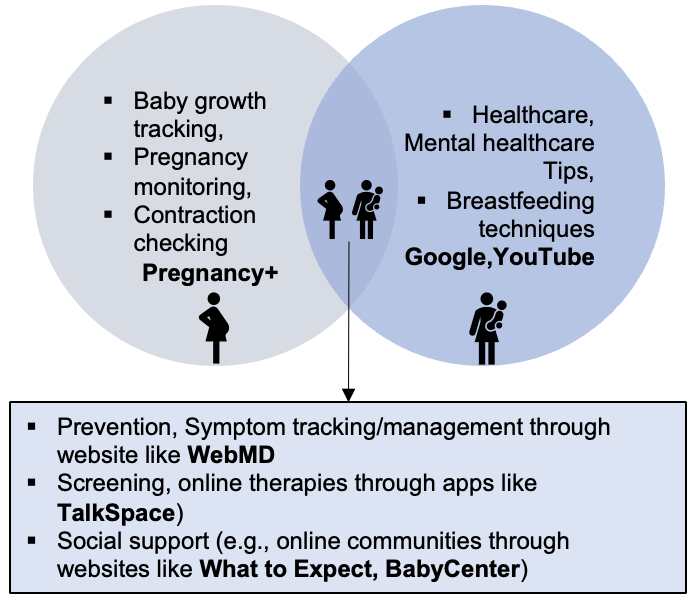 ▪ Baby growth
tracking,
▪ Pregnancy
monitoring,
▪ Contraction
checking
Pregnancy+
▪ Healthcare,
Mental healthcare
Tips,
▪ Breastfeeding
techniques
Google,YouTube
▪ Prevention, Symptom tracking/management through
website like WebMD
▪ Screening, online therapies through apps like
TalkSpace)
▪ Social support (e.g., online communities through
websites like What to Expect, BabyCenter)